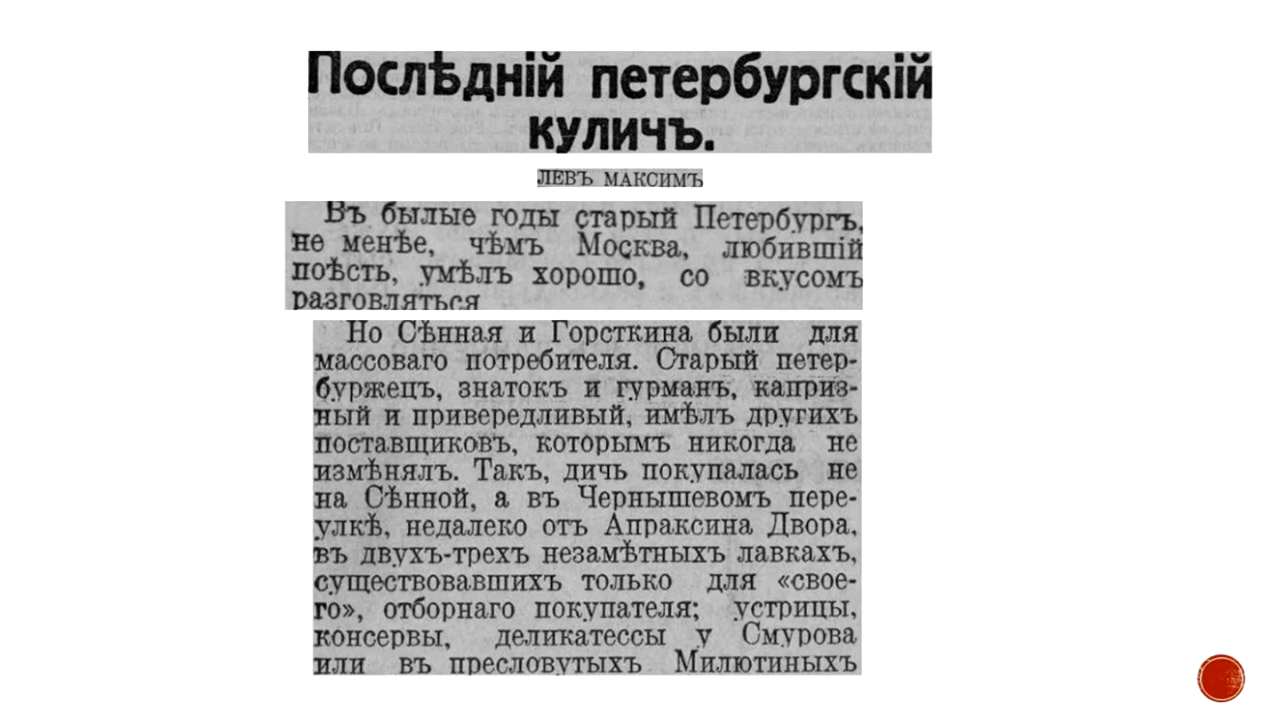 Послѣдній петербургскій
куличъ.
ЛЕВЪ МАКСИМЪ
Въ былые годы старый Петербургъ,
не менѣе, чѣмъ Москва, любившій
поѣсть, умѣлъ хорошо, со вкусомъ
разговляться
Но Сѣнная и Горсткина были для
массоваго потребителя. Старый петер-
буржецъ, знатокъ и гурманъ, каприз-
ный и привередливый, имѣлъ другихъ
поставщиковъ, которымъ никогда не
измѣнялъ. Такъ, дичь покупалась не
на Сѣнной, а въ Чернышевомъ пере-
улкѣ, недалеко отъ Апраксина Двора,
въ двухъ-трехъ незамѣтныхъ лавкахъ,
существовавшихъ только для «свое-
го», отборнаго покупателя; устрицы,
консервы, деликатессы у Смурова
или въ пресловутыхъ Милютиныхъ